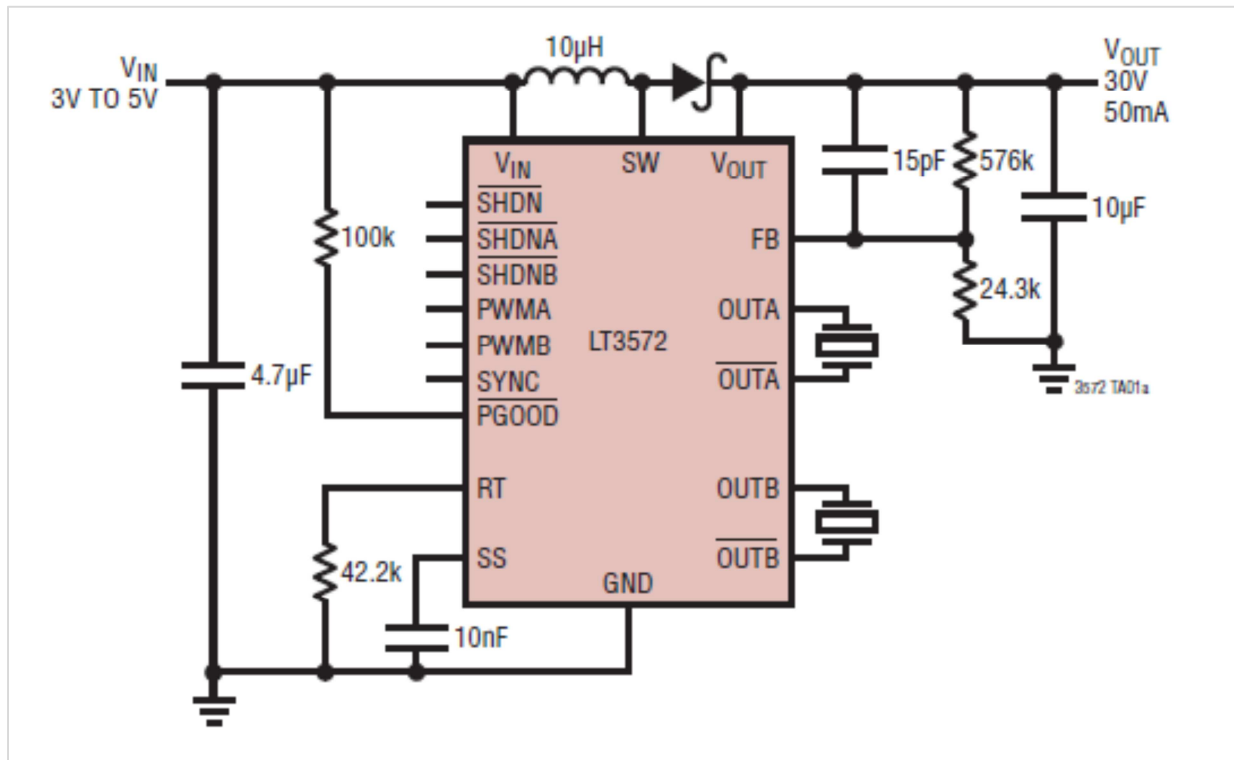 VIN
3V TO 5V
10µH
VOUT
30V
50mA
VIN
SW
VOUT
SHDN
SHDNA
SHDNB
PWMA
PWMB
SYNC
PGOOD
RT
SS
GND
LT3572
FB
OUTA
OUTA
OUTB
OUTB
100k
4.7µF
42.2k
10nF
15pF
576k
10µF
24.3k
3572 TA01a